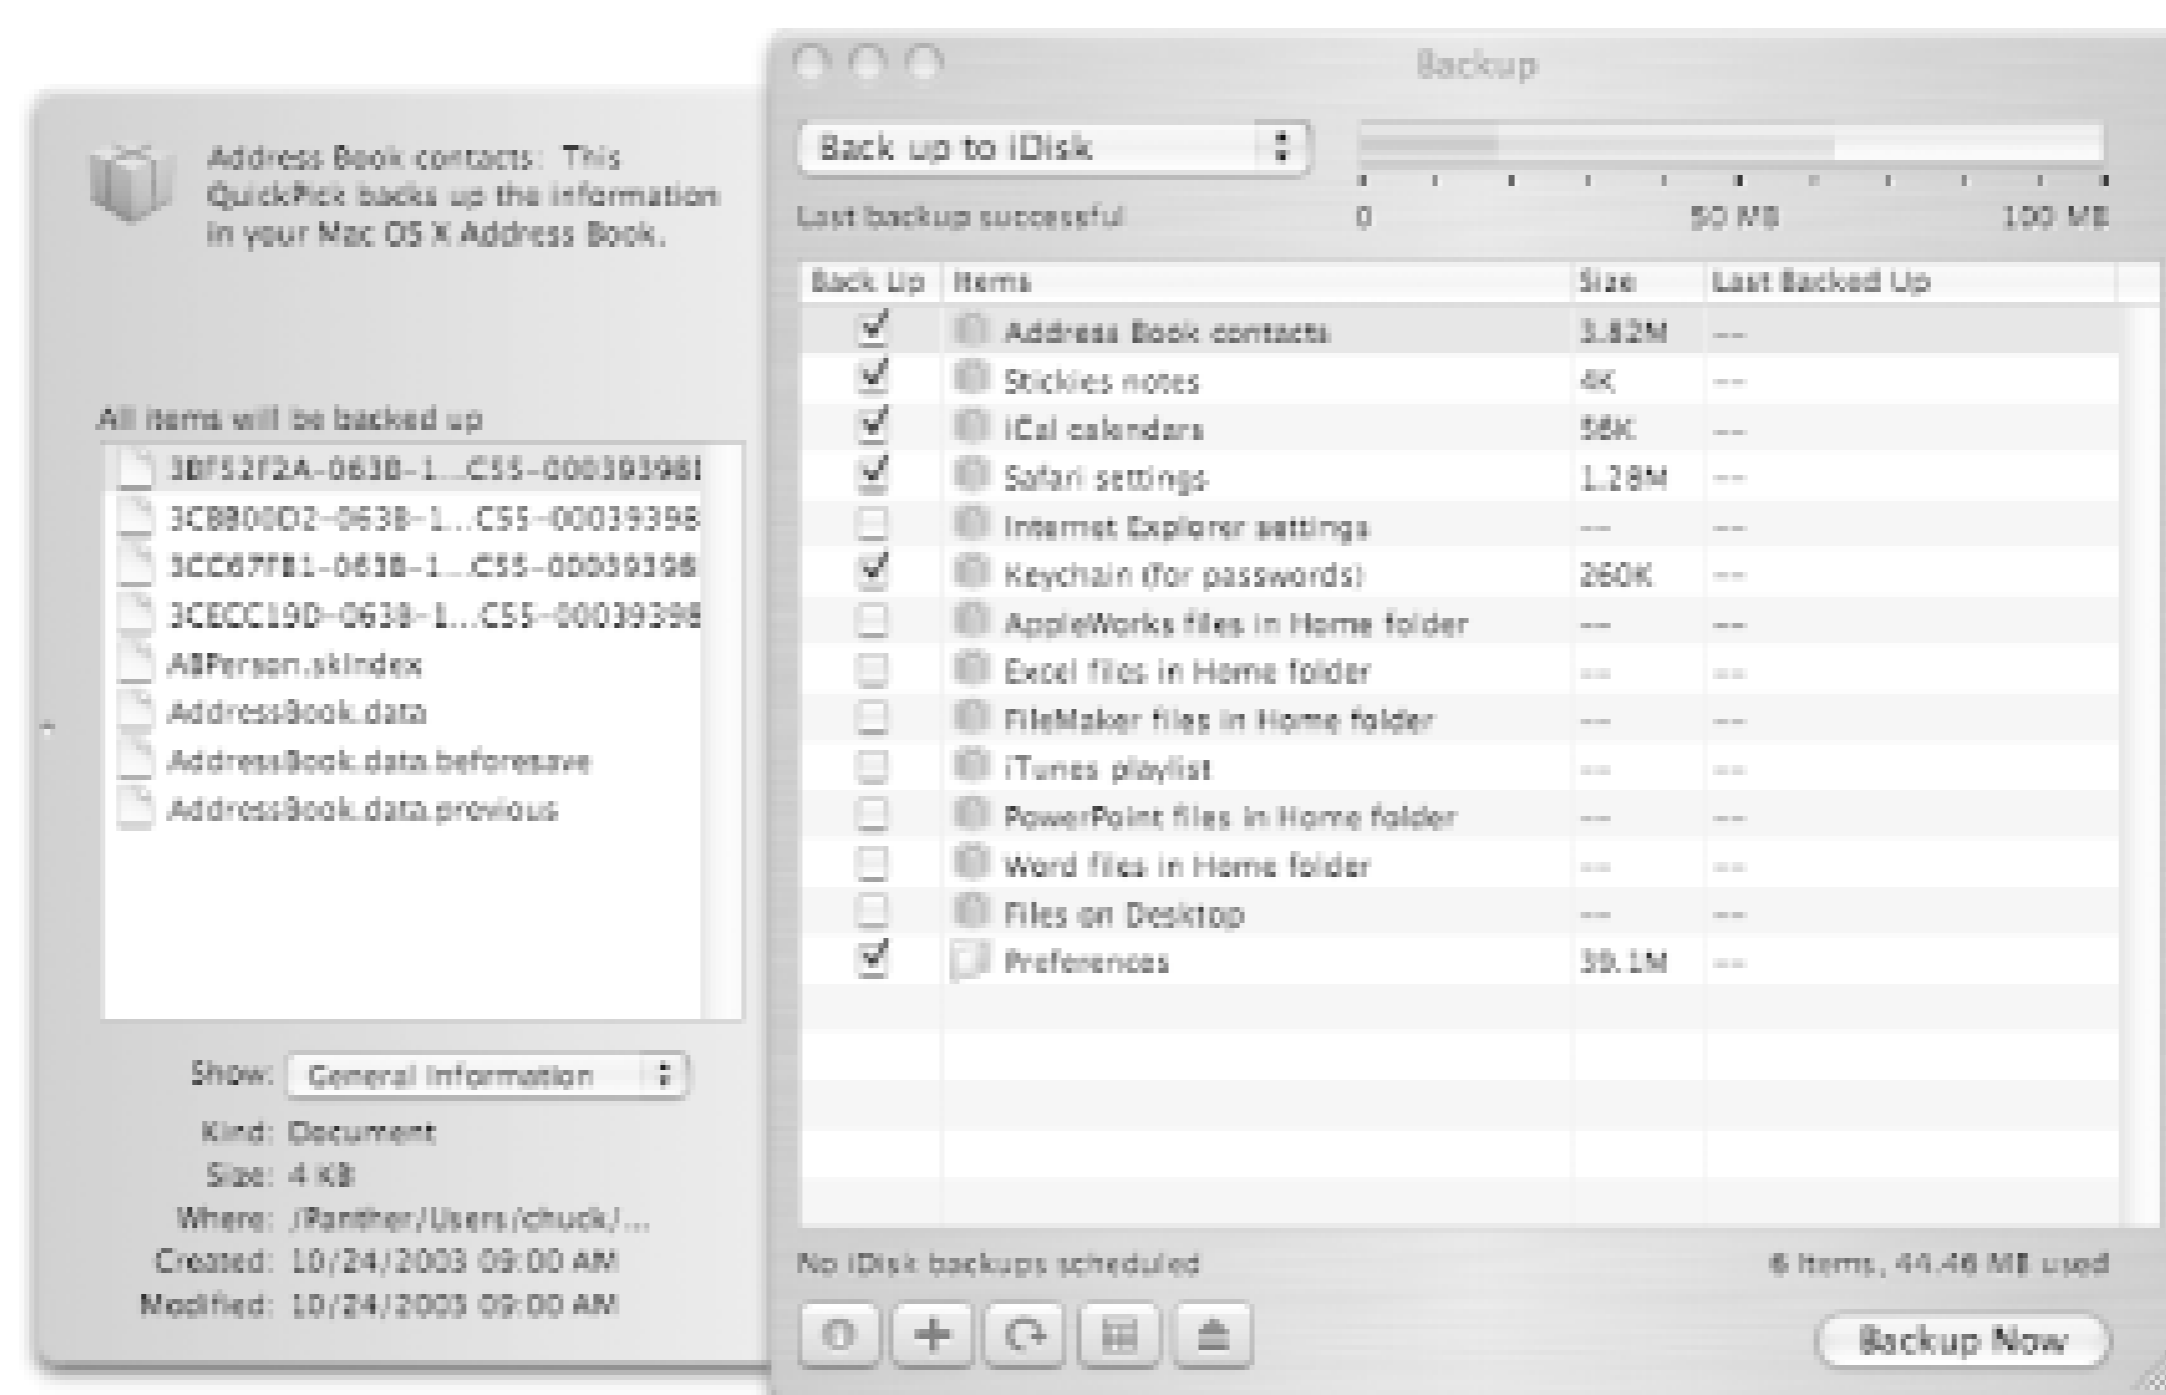 Address Book contacts: This
QuickPick backs up the information
in your Mac OS X Address Book.
All items will be backed up
3BF52F2A-063B-1...C55-00039398
3CBB00D2-063B-1...C55-00039398
3CC67FB1-063B-1...C55-00039398
3CECC19D-063B-1...C55-00039398
ABPerson.skIndex
AddressBook.data
AddressBook.data.beforesave
AddressBook.data.previous
Show: General Information
Kind: Document
Size: 4 KB
Where: /Panther/Users/chuck/...
Created: 10/24/2003 09:00 AM
Modified: 10/24/2003 09:00 AM
Backup
Back up to iDisk
Last backup successful
0 50 MB 100 MB
Back Up Items Size Last Backed Up
Address Book contacts 3.82M --
Stickies notes 4K --
iCal calendars 56K --
Safari settings 1.28M --
Internet Explorer settings -- --
Keychain (for passwords) 260K --
AppleWorks files in Home folder -- --
Excel files in Home folder -- --
FileMaker files in Home folder -- --
iTunes playlist -- --
PowerPoint files in Home folder -- --
Word files in Home folder -- --
Files on Desktop -- --
Preferences 39.1M --
No iDisk backups scheduled
6 items, 44.46 MB used
Backup Now